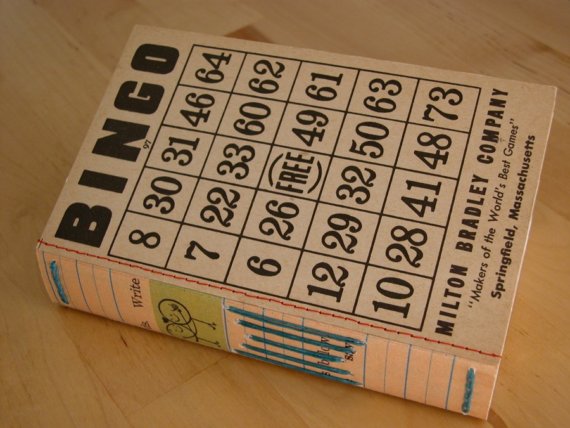 BINGO
97
8 30 31 46 64
7 22 33 60 62
6 26 FREE 49 61
12 29 32 50 63
10 28 41 48 73
MILTON BRADLEY COMPANY
"Makers of the World's Best Games"
Springfield, Massachusetts
Write